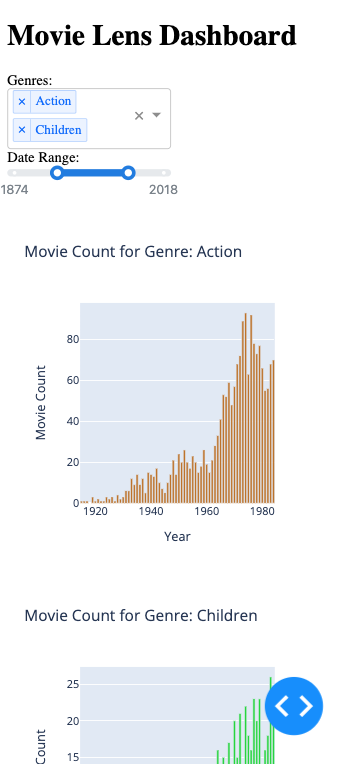 Movie Lens Dashboard
Genres:
× Action
× Children
Date Range:
1874 2018
Movie Count for Genre: Action
80
60
40
20
0
Movie Count
1920 1940 1960 1980
Year
Movie Count for Genre: Children
25
20
15
Count